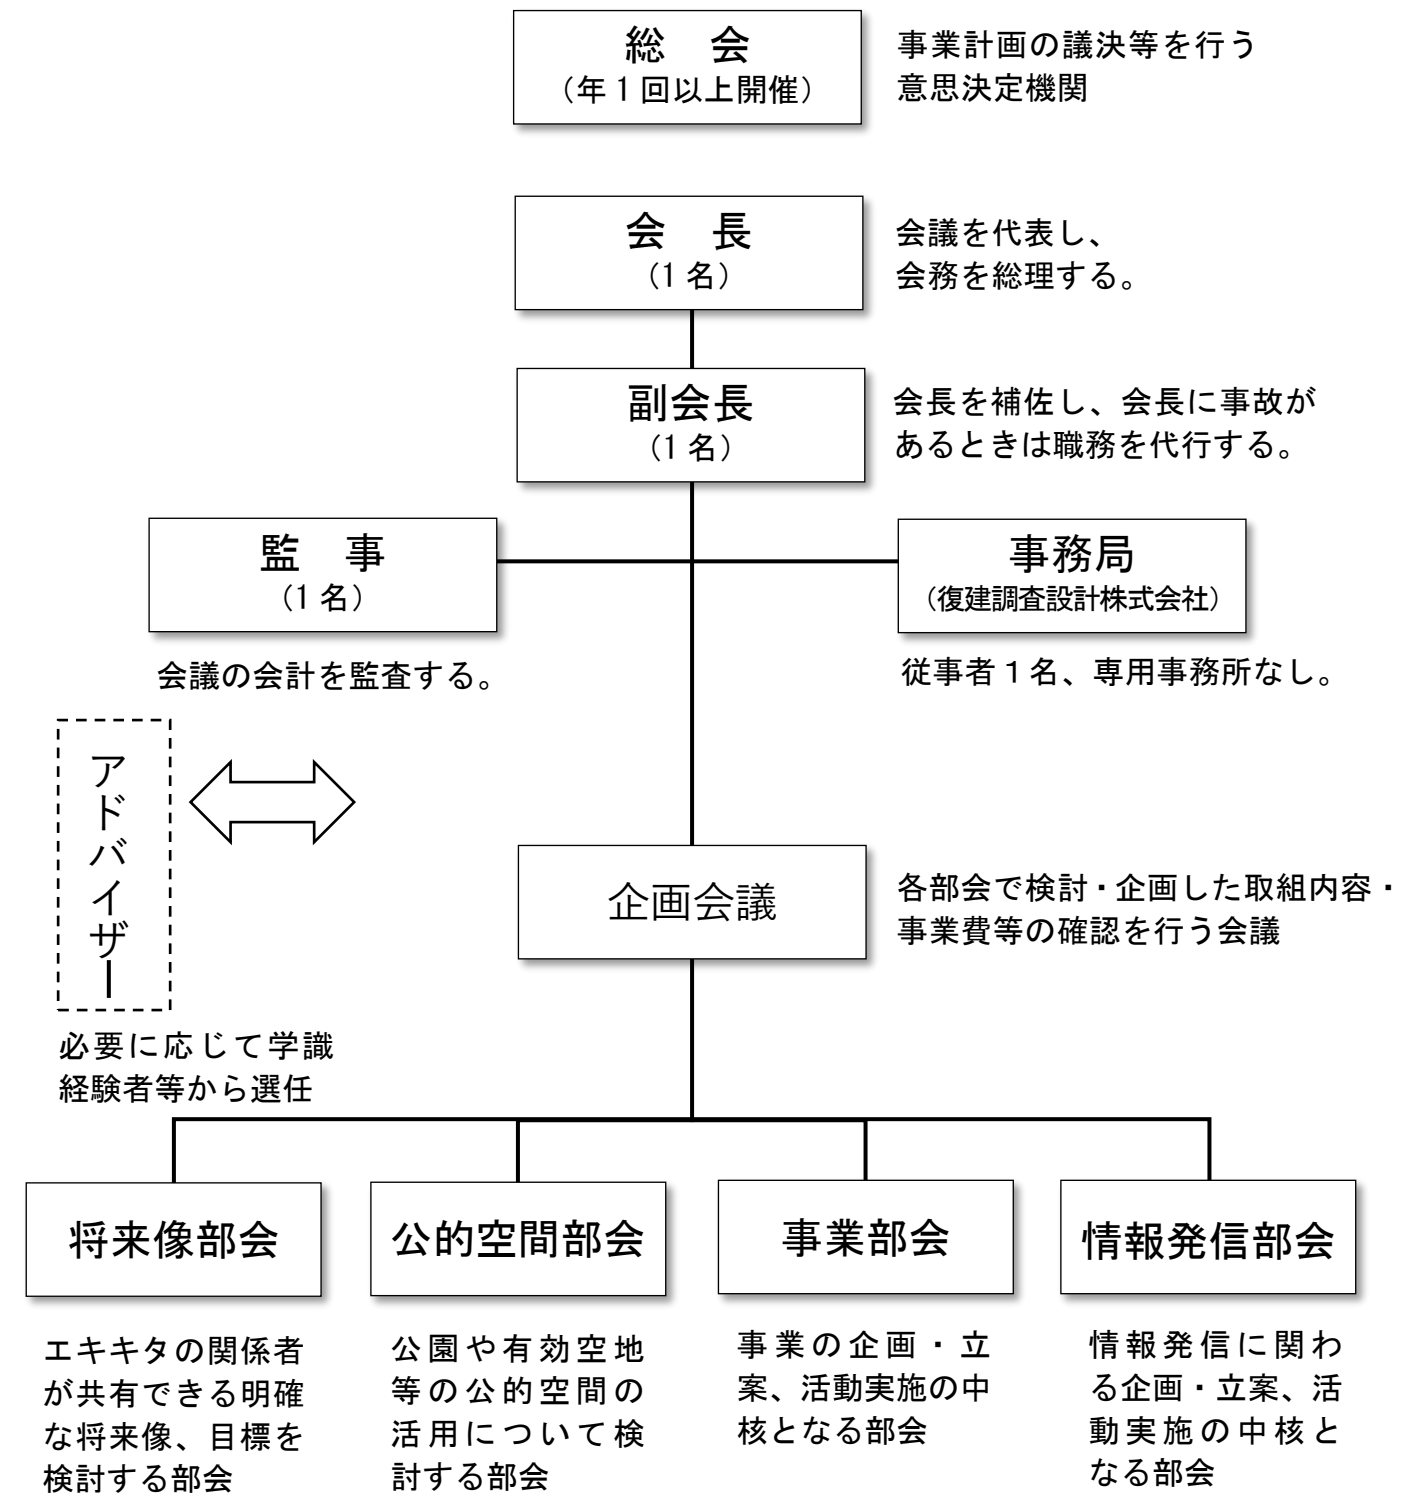 総　会
（年１回以上開催）
事業計画の議決等を行う
意思決定機関
会　長
（1 名）
会議を代表し、
会務を総理する。
副会長
（1 名）
会長を補佐し、会長に事故が
あるときは職務を代行する。
監　事
（1 名）
会議の会計を監査する。
事務局
（復建調査設計株式会社）
従事者１名、専用事務所なし。
アドバイザー
必要に応じて学識
経験者等から選任
企画会議
各部会で検討・企画した取組内容・
事業費等の確認を行う会議
将来像部会
エキキタの関係者
が共有できる明確
な将来像、目標を
検討する部会
公的空間部会
公園や有効空地
等の公的空間の
活用について検
討する部会
事業部会
事業の企画・立
案、活動実施の中
核となる部会
情報発信部会
情報発信に関わ
る企画・立案、活
動実施の中核と
なる部会